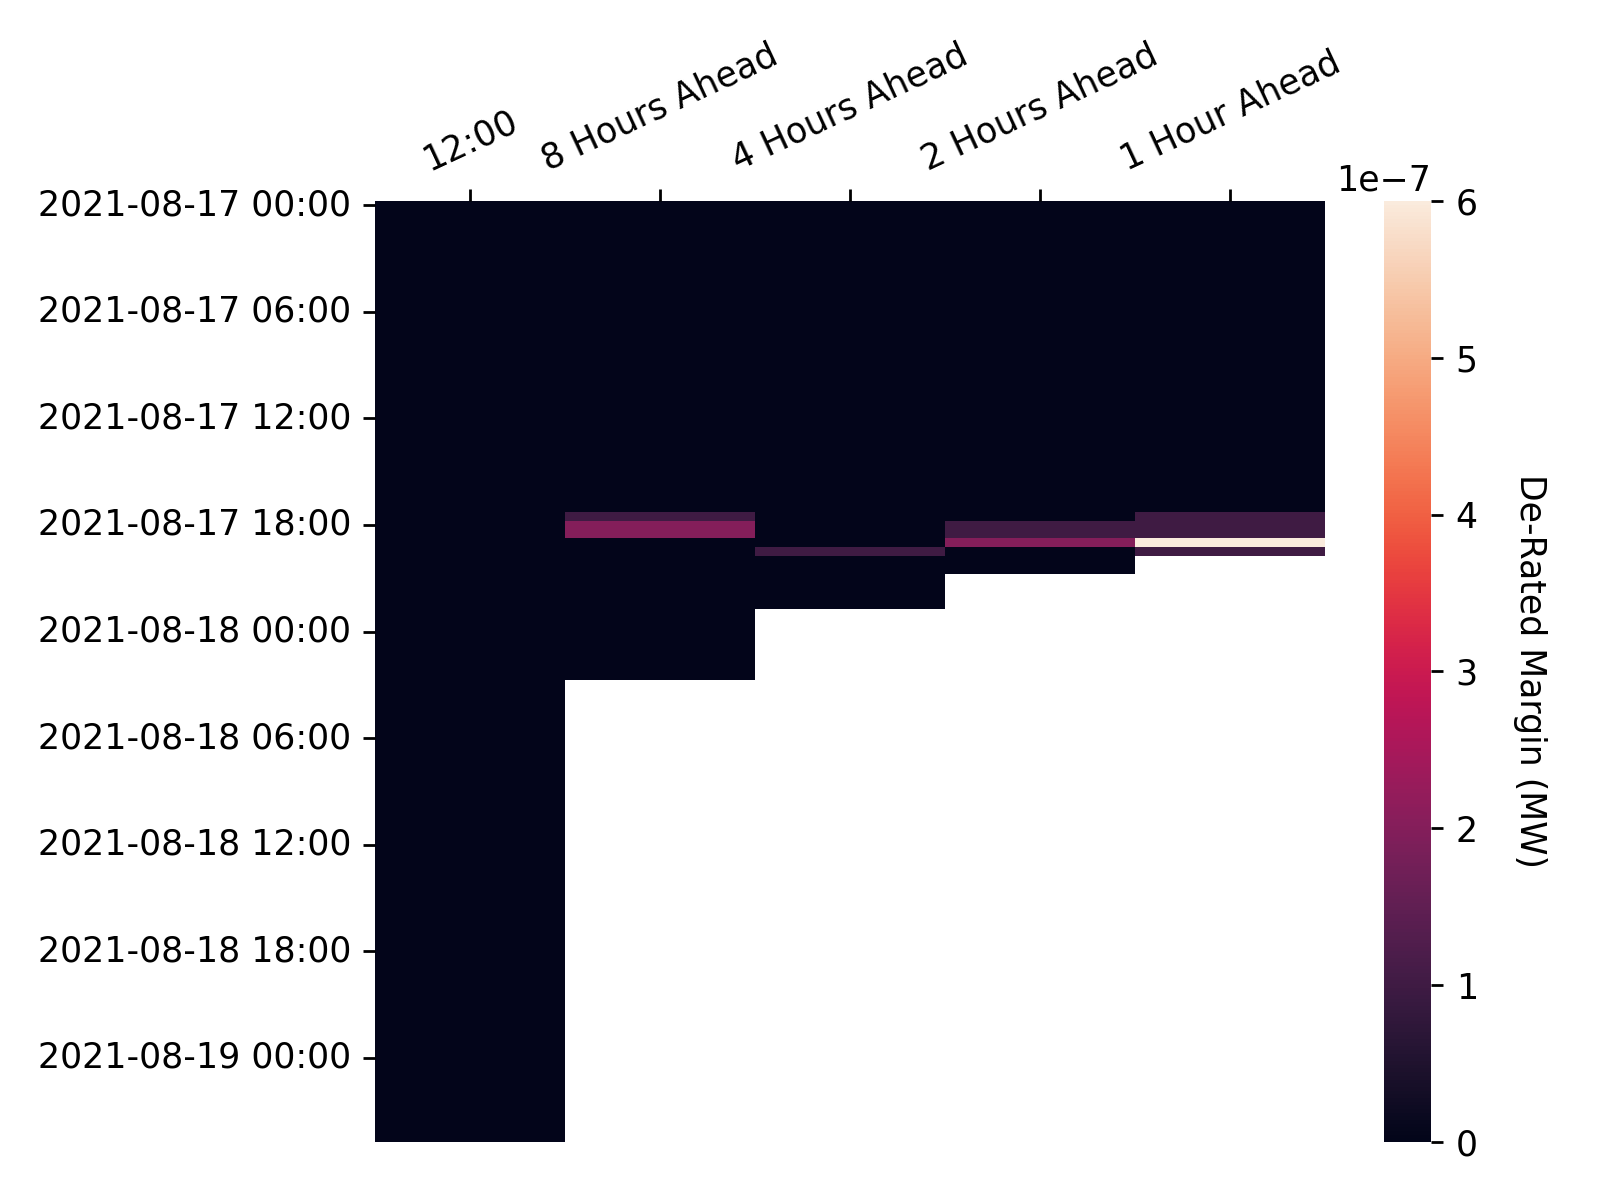 12:00
8 Hours Ahead
4 Hours Ahead
2 Hours Ahead
1 Hour Ahead
2021-08-17 00:00
2021-08-17 06:00
2021-08-17 12:00
2021-08-17 18:00
2021-08-18 00:00
2021-08-18 06:00
2021-08-18 12:00
2021-08-18 18:00
2021-08-19 00:00
1e−7
6
5
4
3
2
1
0
De-Rated Margin (MW)